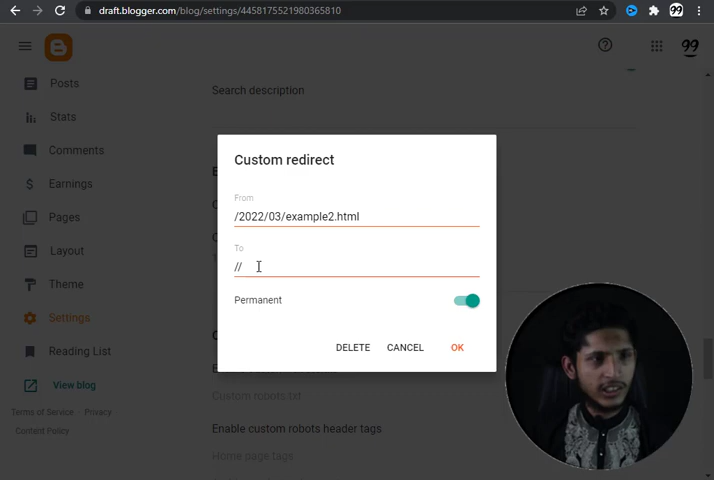 draft.blogger.com/blog/settings/4458175521980365810
99
99
Posts
Search description
Stats
Comments
Custom redirect
Earnings
From
/2022/03/example2.html
Pages
Layout
To
//
Theme
Permanent
Settings
Reading List
DELETE CANCEL OK
View blog
Custom robots txt
Terms of Service · Privacy
Content Policy
Enable custom robots header tags
Home page tags